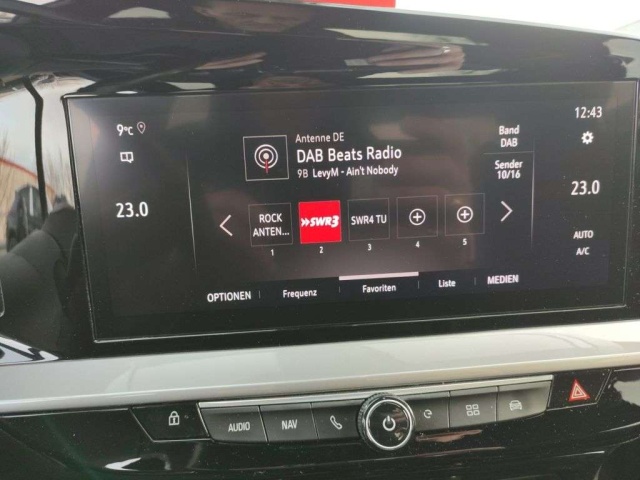 9°C
12:43
Antenne DE
DAB Beats Radio
9B LevyM - Ain't Nobody
Band
DAB
Sender
10/16
23.0
23.0
ROCK
ANTEN...
SWR3
SWR4 TU
1
2
3
4
5
AUTO
A/C
OPTIONEN
Frequenz
Favoriten
Liste
MEDIEN
AUDIO
NAV